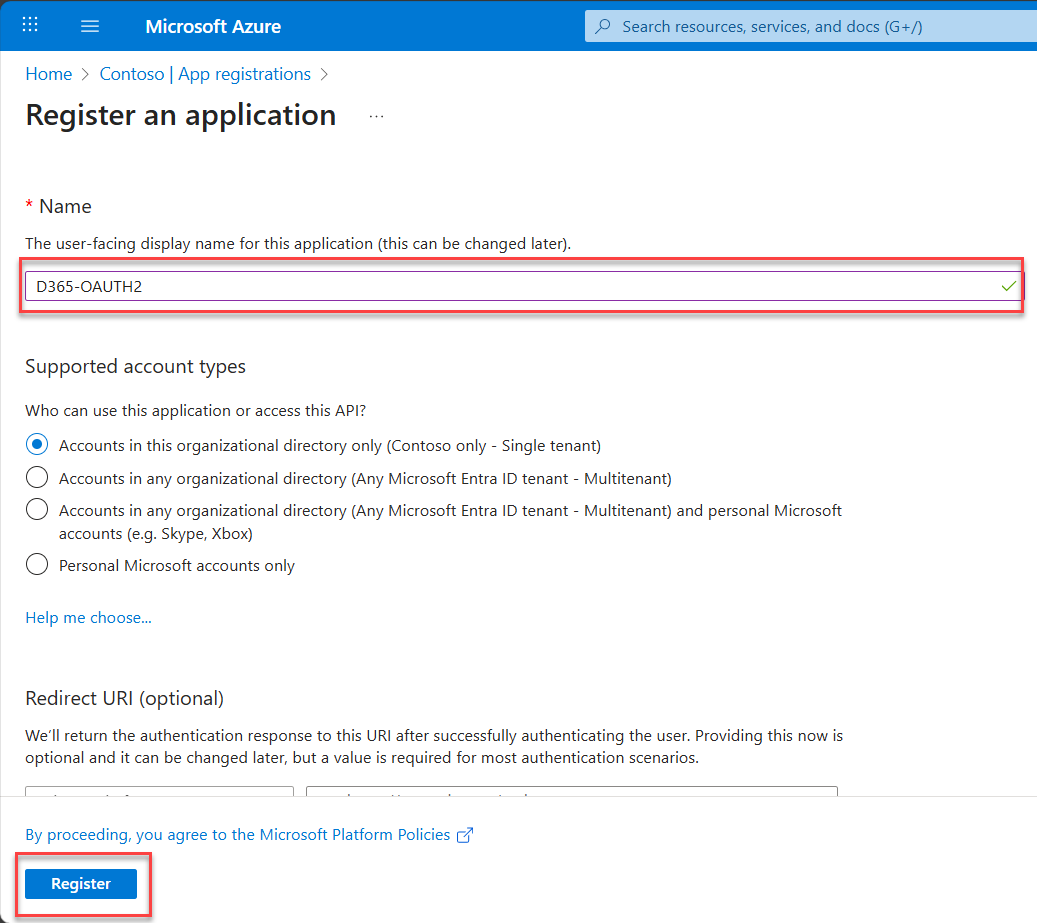 Microsoft Azure
Search resources, services, and docs (G+/)
Home > Contoso | App registrations >
Register an application ...
* Name
The user-facing display name for this application (this can be changed later).
D365-OAUTH2
Supported account types
Who can use this application or access this API?
Accounts in this organizational directory only (Contoso only - Single tenant)
Accounts in any organizational directory (Any Microsoft Entra ID tenant - Multitenant)
Accounts in any organizational directory (Any Microsoft Entra ID tenant - Multitenant) and personal Microsoft
accounts (e.g. Skype, Xbox)
Personal Microsoft accounts only
Help me choose...
Redirect URI (optional)
We’ll return the authentication response to this URI after successfully authenticating the user. Providing this now is
optional and it can be changed later, but a value is required for most authentication scenarios.
By proceeding, you agree to the Microsoft Platform Policies
Register